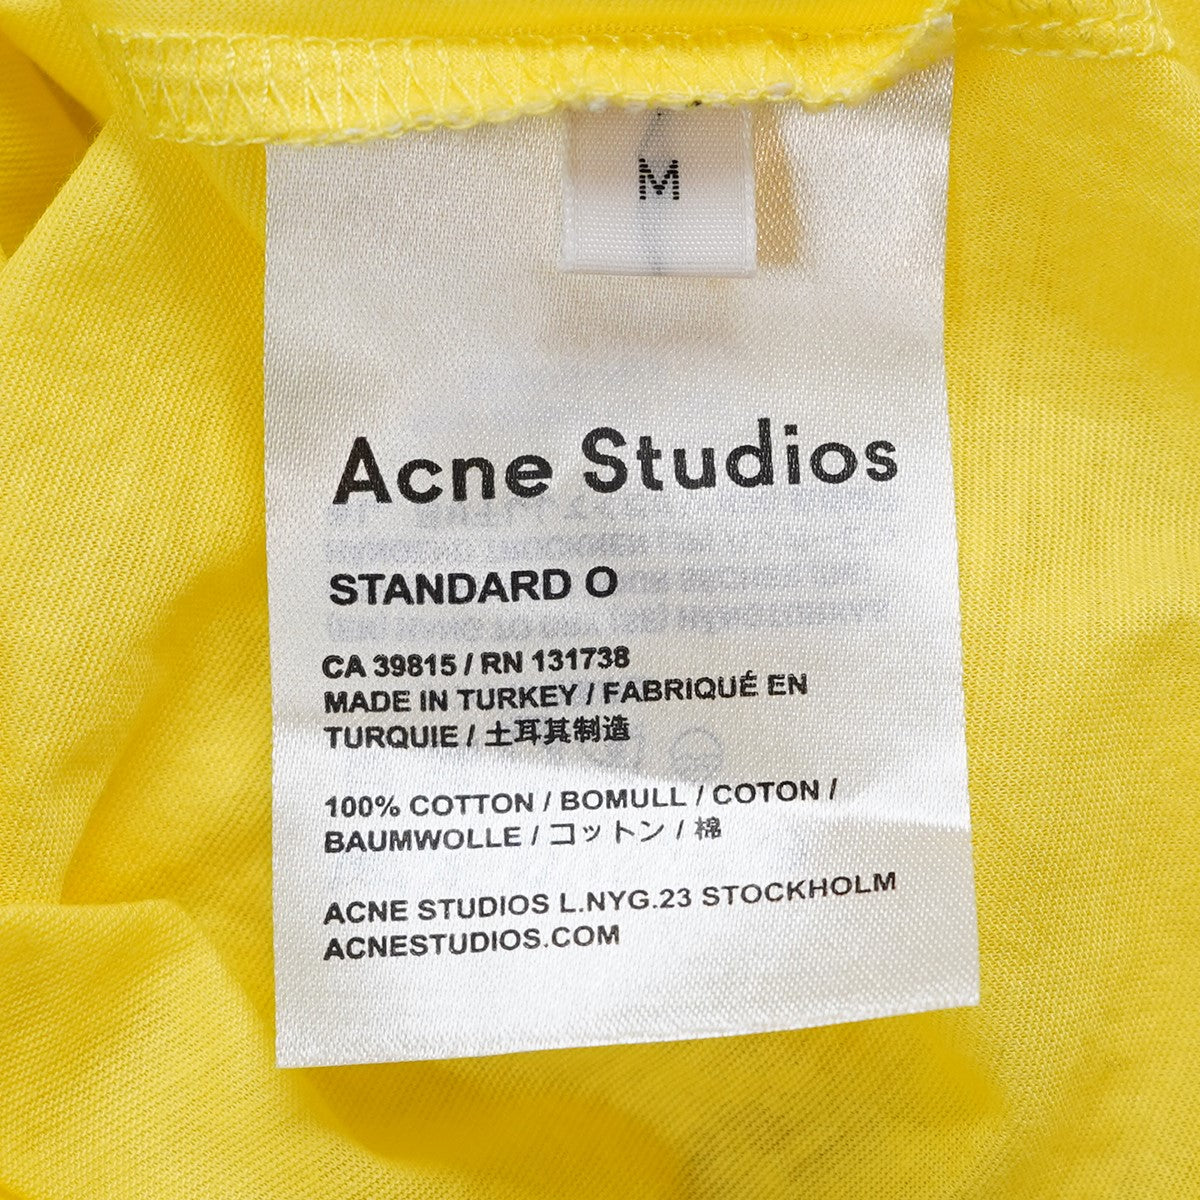 M
Acne Studios
STANDARD O
CA 39815 / RN 131738
MADE IN TURKEY / FABRIQUÉ EN
TURQUIE / 土耳其制造
100% COTTON / BOMULL / COTON /
BAUMWOLLE / コットン / 棉
ACNE STUDIOS L.NYG.23 STOCKHOLM
ACNESTUDIOS.COM